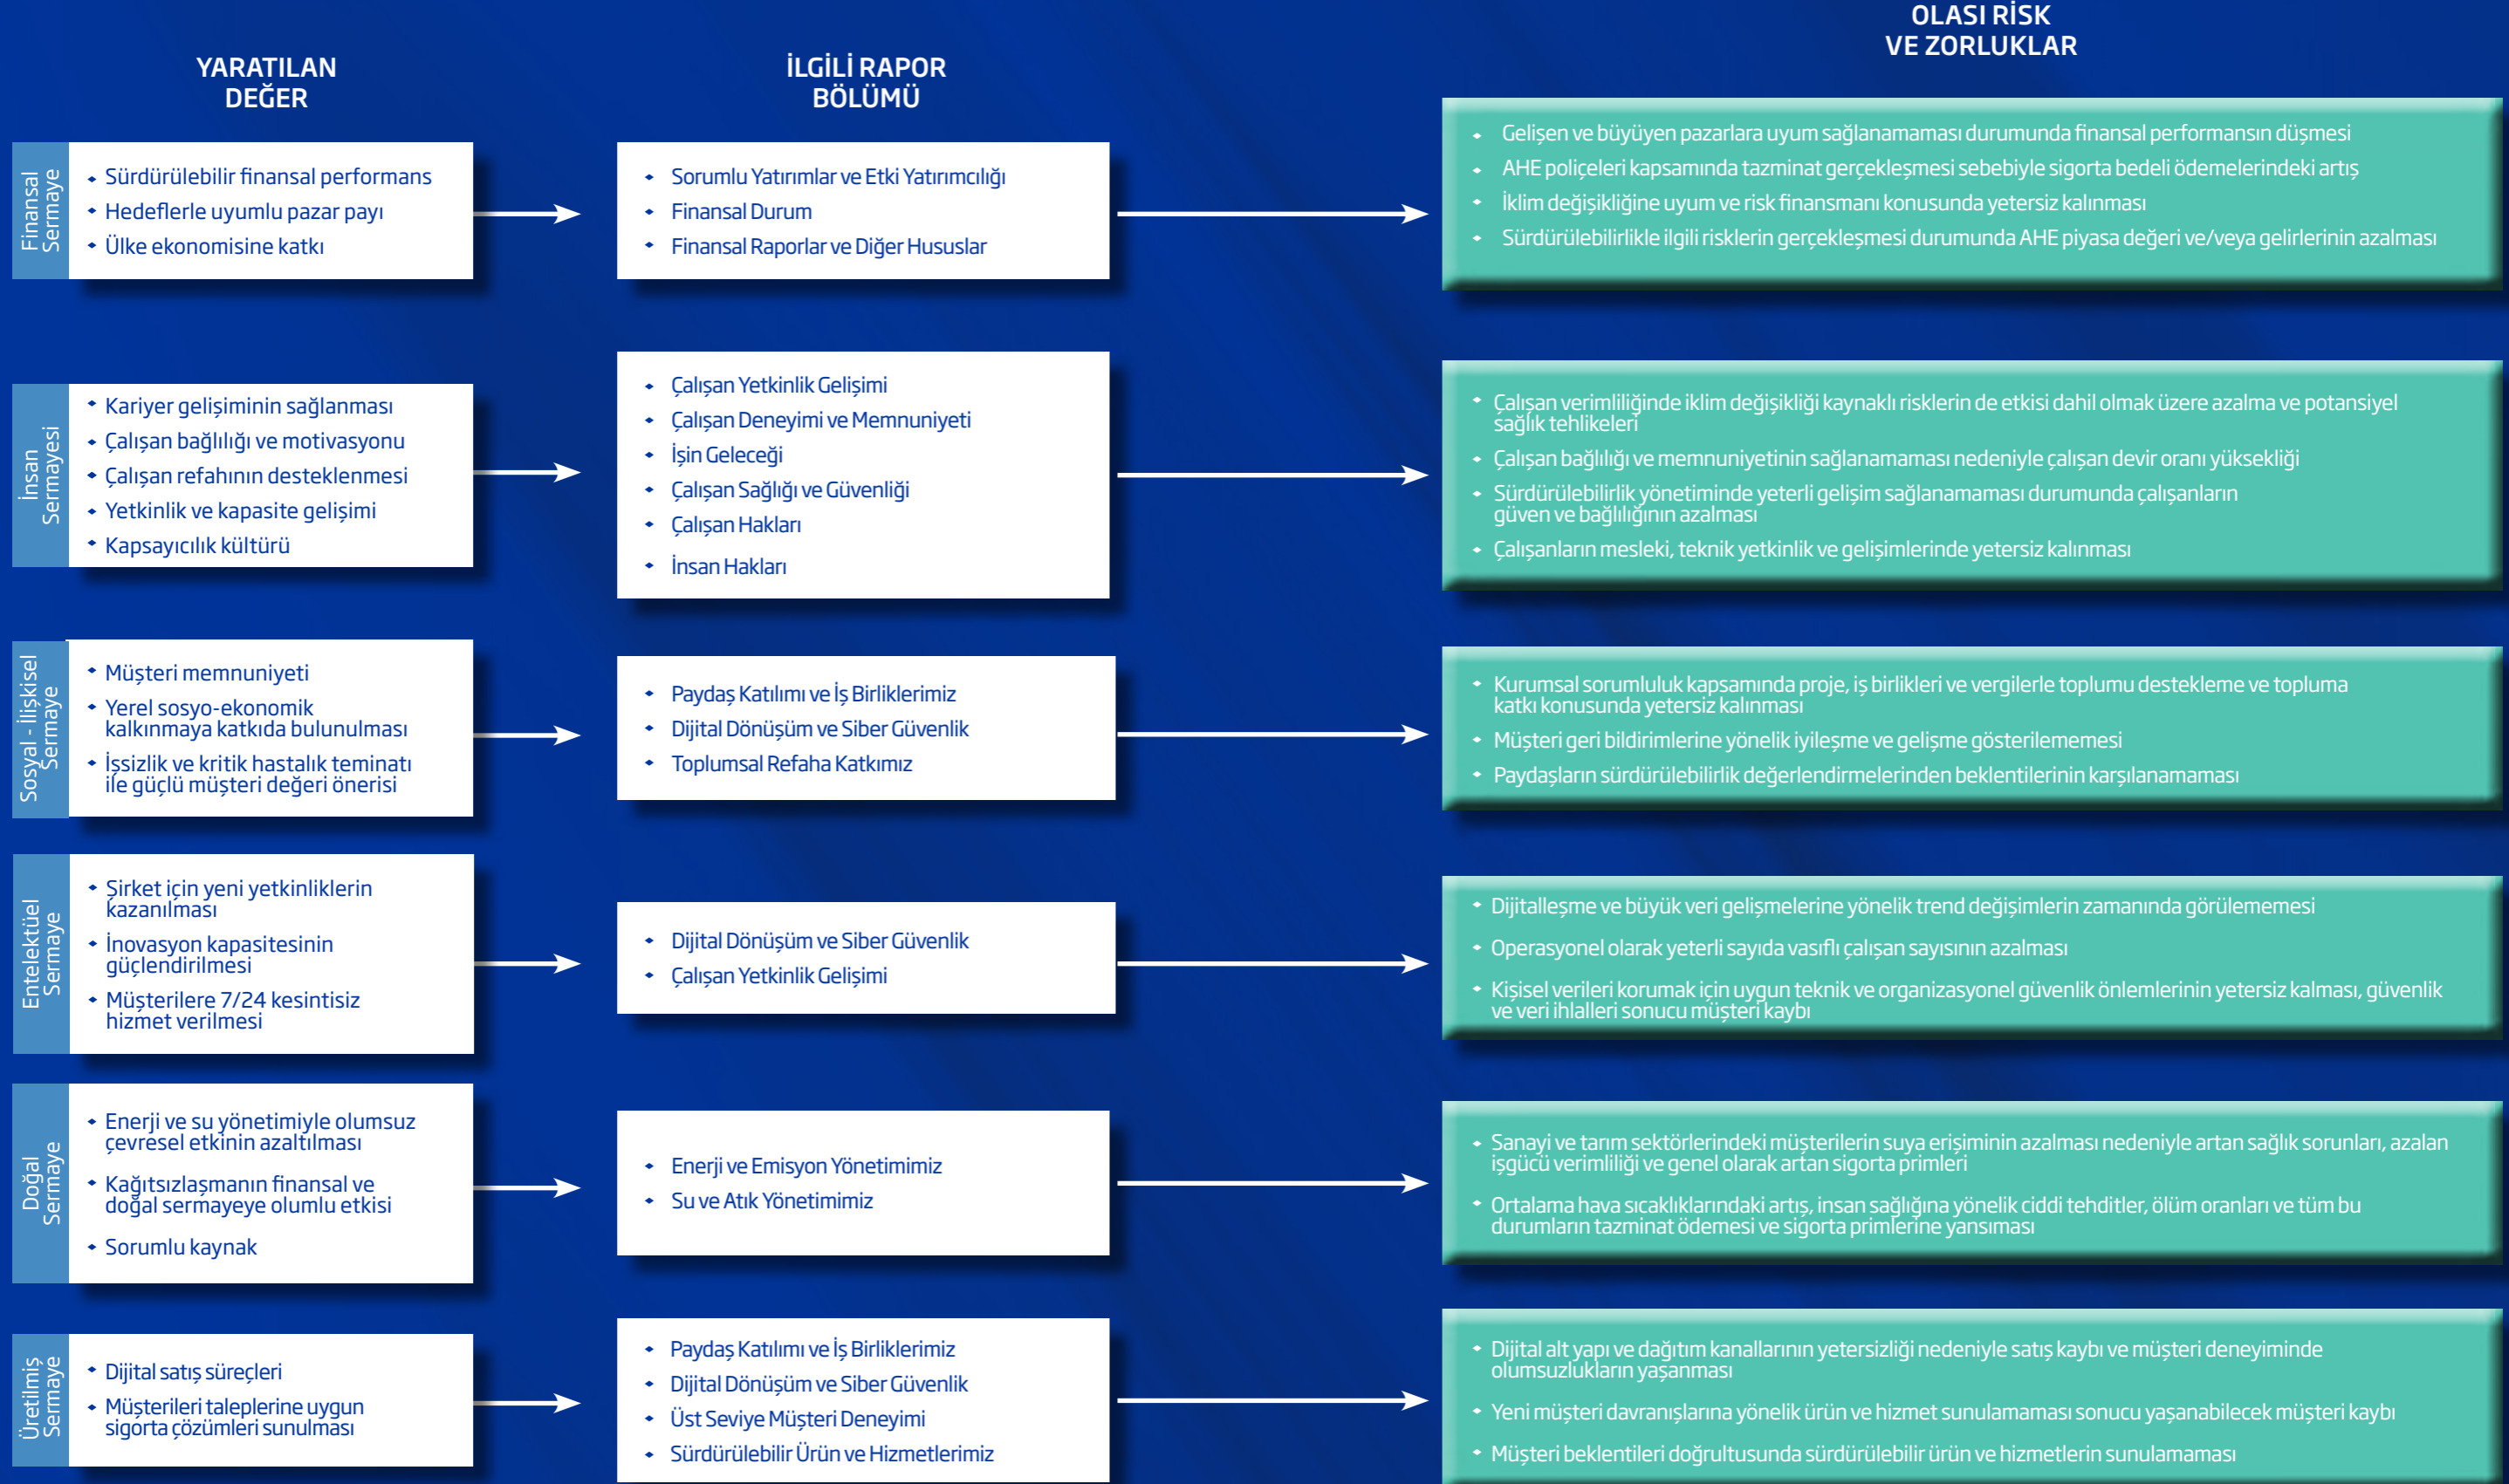 YARATILAN
DEĞER
İLGİLİ RAPOR
BÖLÜMÜ
OLASI RİSK
VE ZORLUKLAR
Finansal
Sermaye
Sürdürülebilir finansal performans
Hedeflerle uyumlu pazar payı
Ülke ekonomisine katkı
Sorumlu Yatırımlar ve Etki Yatırımcılığı
Finansal Durum
Finansal Raporlar ve Diğer Hususlar
Gelişen ve büyüyen pazarlara uyum sağlanamaması durumunda finansal performansın düşmesi
AHE poliçeleri kapsamında tazminat gerçekleşmesi sebebiyle sigorta bedeli ödemelerindeki artış
İklim değişikliğine uyum ve risk finansmanı konusunda yetersiz kalınması
Sürdürülebilirlikle ilgili risklerin gerçekleşmesi durumunda AHE piyasa değeri ve/veya gelirlerinin azalması
İnsan
Sermayesi
Kariyer gelişiminin sağlanması
Çalışan bağlılığı ve motivasyonu
Çalışan refahının desteklenmesi
Yetkinlik ve kapasite gelişimi
Kapsayıcılık kültürü
Çalışan Yetkinlik Gelişimi
Çalışan Deneyimi ve Memnuniyeti
İşin Geleceği
Çalışan Sağlığı ve Güvenliği
Çalışan Hakları
İnsan Hakları
Çalışan verimliliğinde iklim değişikliği kaynaklı risklerin de etkisi dahil olmak üzere azalma ve potansiyel
sağlık tehlikeleri
Çalışan bağlılığı ve memnuniyetinin sağlanamaması nedeniyle çalışan devir oranı yüksekliği
Sürdürülebilirlik yönetiminde yeterli gelişim sağlanamaması durumunda çalışanların
güven ve bağlılığının azalması
Çalışanların mesleki, teknik yetkinlik ve gelişimlerinde yetersiz kalınması
Sosyal - İlişkisel
Sermaye
Müşteri memnuniyeti
Yerel sosyo-ekonomik
kalkınmaya katkıda bulunulması
İşsizlik ve kritik hastalık teminatı
ile güçlü müşteri değeri önerisi
Paydaş Katılımı ve İş Birliklerimiz
Dijital Dönüşüm ve Siber Güvenlik
Toplumsal Refaha Katkımız
Kurumsal sorumluluk kapsamında proje, iş birlikleri ve vergilerle toplumu destekleme ve topluma
katkı konusunda yetersiz kalınması
Müşteri geri bildirimlerine yönelik iyileşme ve gelişme gösterilememesi
Paydaşların sürdürülebilirlik değerlendirmelerinden beklentilerinin karşılanamaması
Entelektüel
Sermaye
Şirket için yeni yetkinliklerin
kazanılması
İnovasyon kapasitesinin
güçlendirilmesi
Müşterilere 7/24 kesintisiz
hizmet verilmesi
Dijital Dönüşüm ve Siber Güvenlik
Çalışan Yetkinlik Gelişimi
Dijitalleşme ve büyük veri gelişmelerine yönelik trend değişimlerin zamanında görülememesi
Operasyonel olarak yeterli sayıda vasıflı çalışan sayısının azalması
Kişisel verileri korumak için uygun teknik ve organizasyonel güvenlik önlemlerinin yetersiz kalması, güvenlik
ve veri ihlalleri sonucu müşteri kaybı
Doğal
Sermaye
Enerji ve su yönetimiyle olumsuz
çevresel etkinin azaltılması
Kağıtsızlaşmanın finansal ve
doğal sermayeye olumlu etkisi
Sorumlu kaynak
Enerji ve Emisyon Yönetimimiz
Su ve Atık Yönetimimiz
Sanayi ve tarım sektörlerindeki müşterilerin suya erişiminin azalması nedeniyle artan sağlık sorunları, azalan
işgücü verimliliği ve genel olarak artan sigorta primleri
Ortalama hava sıcaklıklarındaki artış, insan sağlığına yönelik ciddi tehditler, ölüm oranları ve tüm bu
durumların tazminat ödemesi ve sigorta primlerine yansıması
Üretilmiş
Sermaye
Dijital satış süreçleri
Müşterileri taleplerine uygun
sigorta çözümleri sunulması
Paydaş Katılımı ve İş Birliklerimiz
Dijital Dönüşüm ve Siber Güvenlik
Üst Seviye Müşteri Deneyimi
Sürdürülebilir Ürün ve Hizmetlerimiz
Dijital alt yapı ve dağıtım kanallarının yetersizliği nedeniyle satış kaybı ve müşteri deneyiminde
olumsuzlukların yaşanması
Yeni müşteri davranışlarına yönelik ürün ve hizmet sunulamaması sonucu yaşanabilecek müşteri kaybı
Müşteri beklentileri doğrultusunda sürdürülebilir ürün ve hizmetlerin sunulamaması